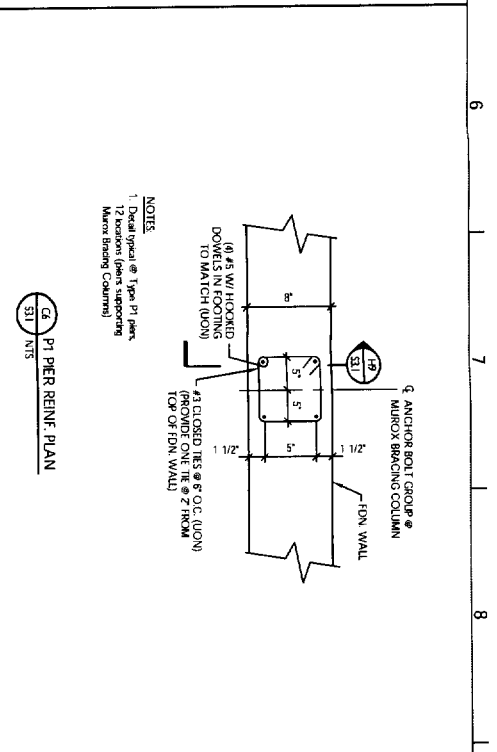 6
7
8
℄ ANCHOR BOLT GROUP @
MUROX BRACING COLUMN
H9
S3.1
FDN. WALL
8"
5"
5"
1 1/2"
5"
1 1/2"
(4) #5 W/ HOOKED
DOWELS IN FOOTING
TO MATCH (UON)
#3 CLOSED TIES @ 6" O.C. (UON)
(PROVIDE ONE TIE @ 2" FROM
TOP OF FDN. WALL)
NOTES:
1. Detail typical @ Type P1 piers,
12 locations (piers supporting
Murox Bracing Columns)
C6
S3.1
P1 PIER REINF. PLAN
NTS